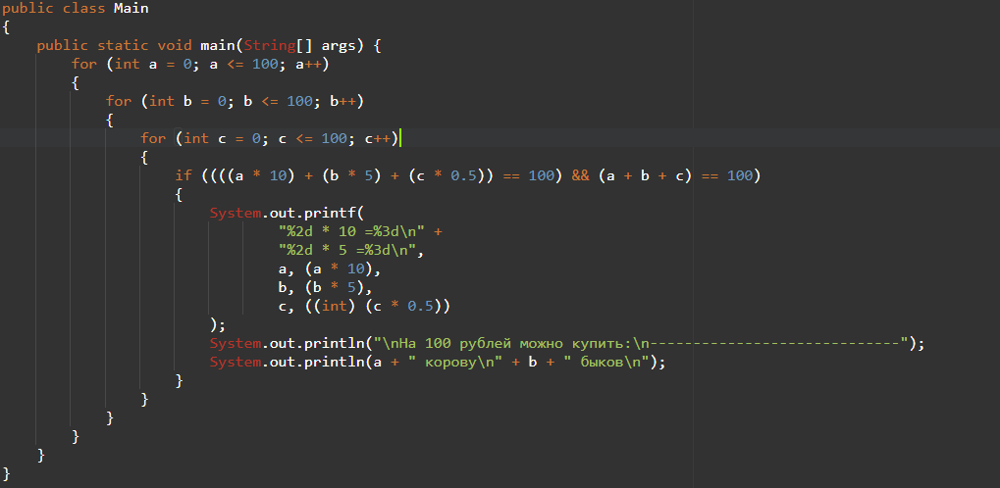 public class Main
{
    public static void main(String[] args) {
        for (int a = 0; a <= 100; a++)
        {
            for (int b = 0; b <= 100; b++)
            {
                for (int c = 0; c <= 100; c++)
                {
                    if ((((a * 10) + (b * 5) + (c * 0.5)) == 100) && (a + b + c) == 100)
                    {
                        System.out.printf(
                                "%2d * 10 =%3d\n" +
                                "%2d * 5 =%3d\n",
                                a, (a * 10),
                                b, (b * 5),
                                c, ((int) (c * 0.5))
                        );
                        System.out.println("\nНа 100 рублей можно купить:\n-----------------------------");
                        System.out.println(a + " корову\n" + b + " быков\n");
                    }
                }
            }
        }
    }
}